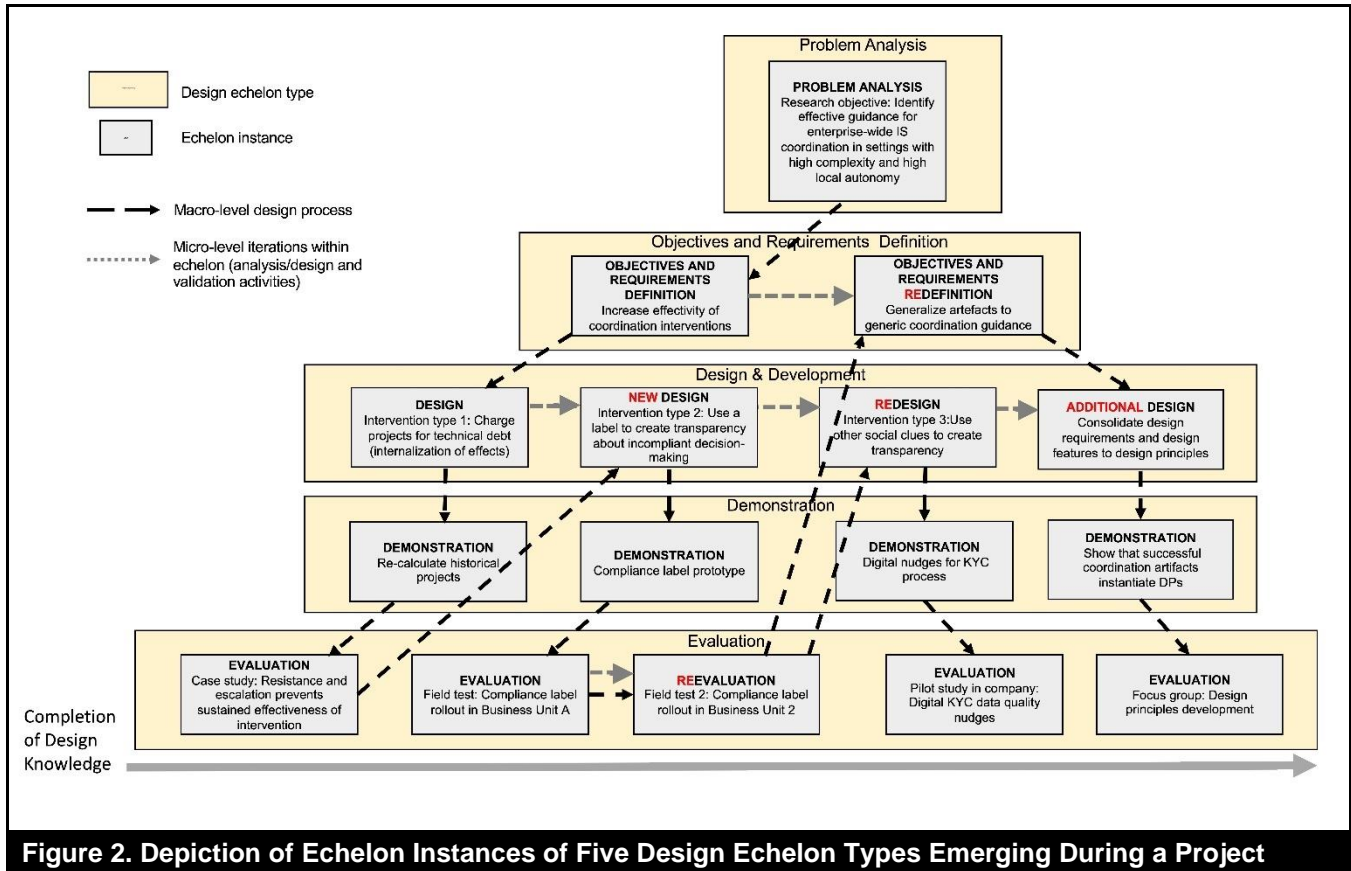 Problem Analysis
PROBLEM ANALYSIS
Research objective: Identify
effective guidance for
enterprise-wide IS
coordination in settings with
high complexity and high
local autonomy
Design echelon type
Echelon instance
Macro-level design process
Micro-level iterations within
echelon (analysis/design and
validation activities)
Objectives and Requirements Definition
OBJECTIVES AND
REQUIREMENTS
DEFINITION
Increase effectivity of
coordination interventions
OBJECTIVES AND
REQUIREMENTS
REDEFINITION
Generalize artefacts to
generic coordination guidance
Design & Development
DESIGN
Intervention type 1: Charge
projects for technical debt
(internalization of effects)
NEW DESIGN
Intervention type 2: Use a
label to create transparency
about incompliant decision-
making
REDESIGN
Intervention type 3:Use
other social clues to create
transparency
ADDITIONAL DESIGN
Consolidate design
requirements and design
features to design principles
Demonstration
DEMONSTRATION
Re-calculate historical
projects
DEMONSTRATION
Compliance label prototype
DEMONSTRATION
Digital nudges for KYC
process
DEMONSTRATION
Show that successful
coordination artifacts
instantiate DPs
Evaluation
EVALUATION
Case study: Resistance and
escalation prevents
sustained effectiveness of
intervention
EVALUATION
Field test: Compliance label
rollout in Business Unit A
REEVALUATION
Field test 2: Compliance label
rollout in Business Unit 2
EVALUATION
Pilot study in company:
Digital KYC data quality
nudges
EVALUATION
Focus group: Design
principles development
Completion
of Design
Knowledge
Figure 2. Depiction of Echelon Instances of Five Design Echelon Types Emerging During a Project